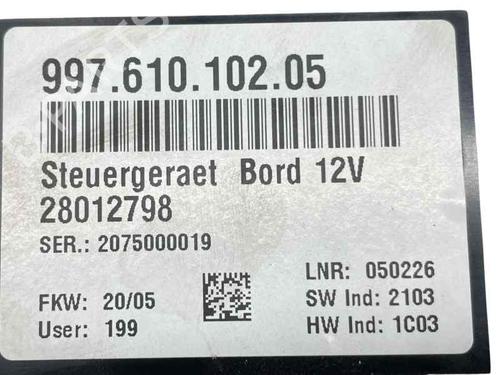 997.610.102.05
Steuergeraet Bord 12V
28012798
SER.: 2075000019
FKW: 20/05
User: 199
LNR: 050226
SW Ind: 2103
HW Ind: 1C03